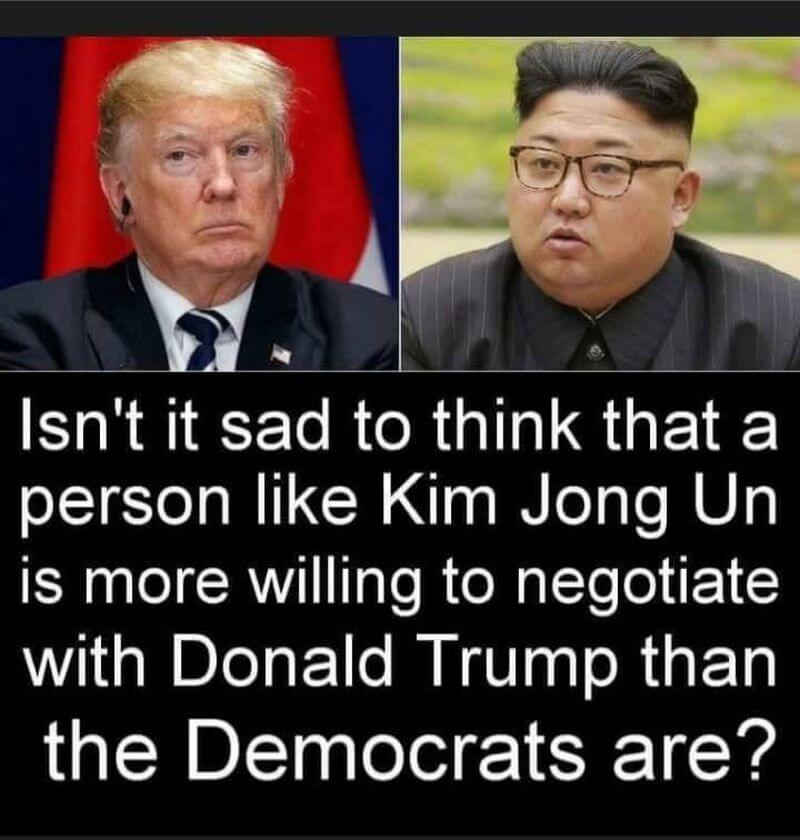 Isn't it sad to think that a
person like Kim Jong Un
is more willing to negotiate
with Donald Trump than
the Democrats are?